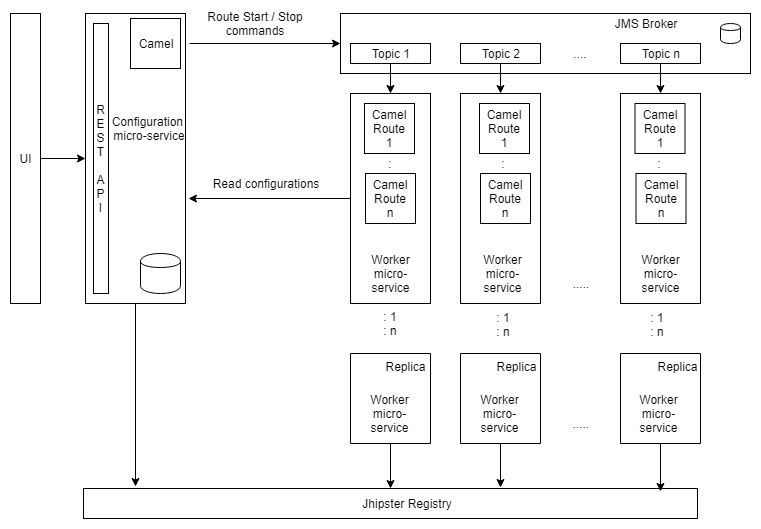 Route Start / Stop
commands
JMS Broker
Camel
Topic 1
Topic 2
....
Topic n
UI
REST API
Configuration
micro-service
Camel
Route
1
:
Camel
Route
n
Camel
Route
1
:
Camel
Route
n
Camel
Route
1
:
Camel
Route
n
Read configurations
Worker
micro-
service
Worker
micro-
service
.....
Worker
micro-
service
: 1
: n
: 1
: n
: 1
: n
Replica
Worker
micro-
service
Replica
Worker
micro-
service
.....
Replica
Worker
micro-
service
Jhipster Registry